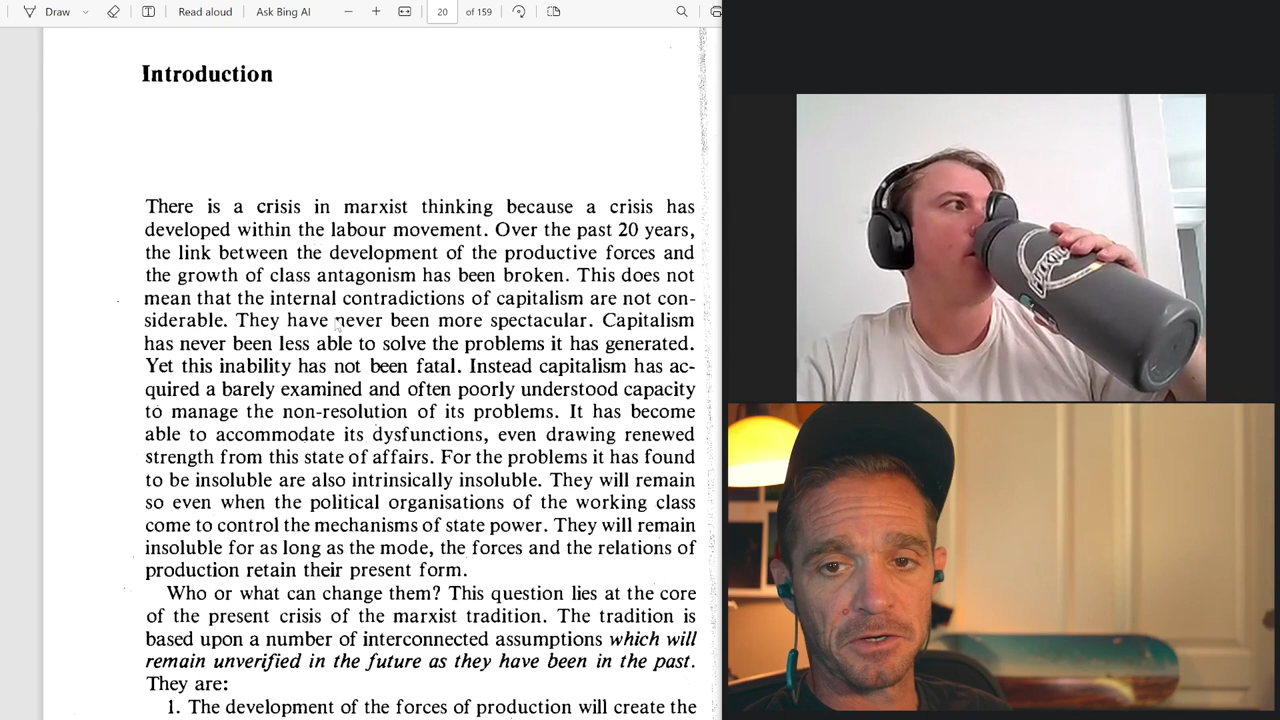 Draw
Read aloud
Ask Bing AI
20 of 159
Introduction
There is a crisis in marxist thinking because a crisis has
developed within the labour movement. Over the past 20 years,
the link between the development of the productive forces and
the growth of class antagonism has been broken. This does not
mean that the internal contradictions of capitalism are not con-
siderable. They have never been more spectacular. Capitalism
has never been less able to solve the problems it has generated.
Yet this inability has not been fatal. Instead capitalism has ac-
quired a barely examined and often poorly understood capacity
to manage the non-resolution of its problems. It has become
able to accommodate its dysfunctions, even drawing renewed
strength from this state of affairs. For the problems it has found
to be insoluble are also intrinsically insoluble. They will remain
so even when the political organisations of the working class
come to control the mechanisms of state power. They will remain
insoluble for as long as the mode, the forces and the relations of
production retain their present form.
Who or what can change them? This question lies at the core
of the present crisis of the marxist tradition. The tradition is
based upon a number of interconnected assumptions which will
remain unverified in the future as they have been in the past.
They are:
1. The development of the forces of production will create the